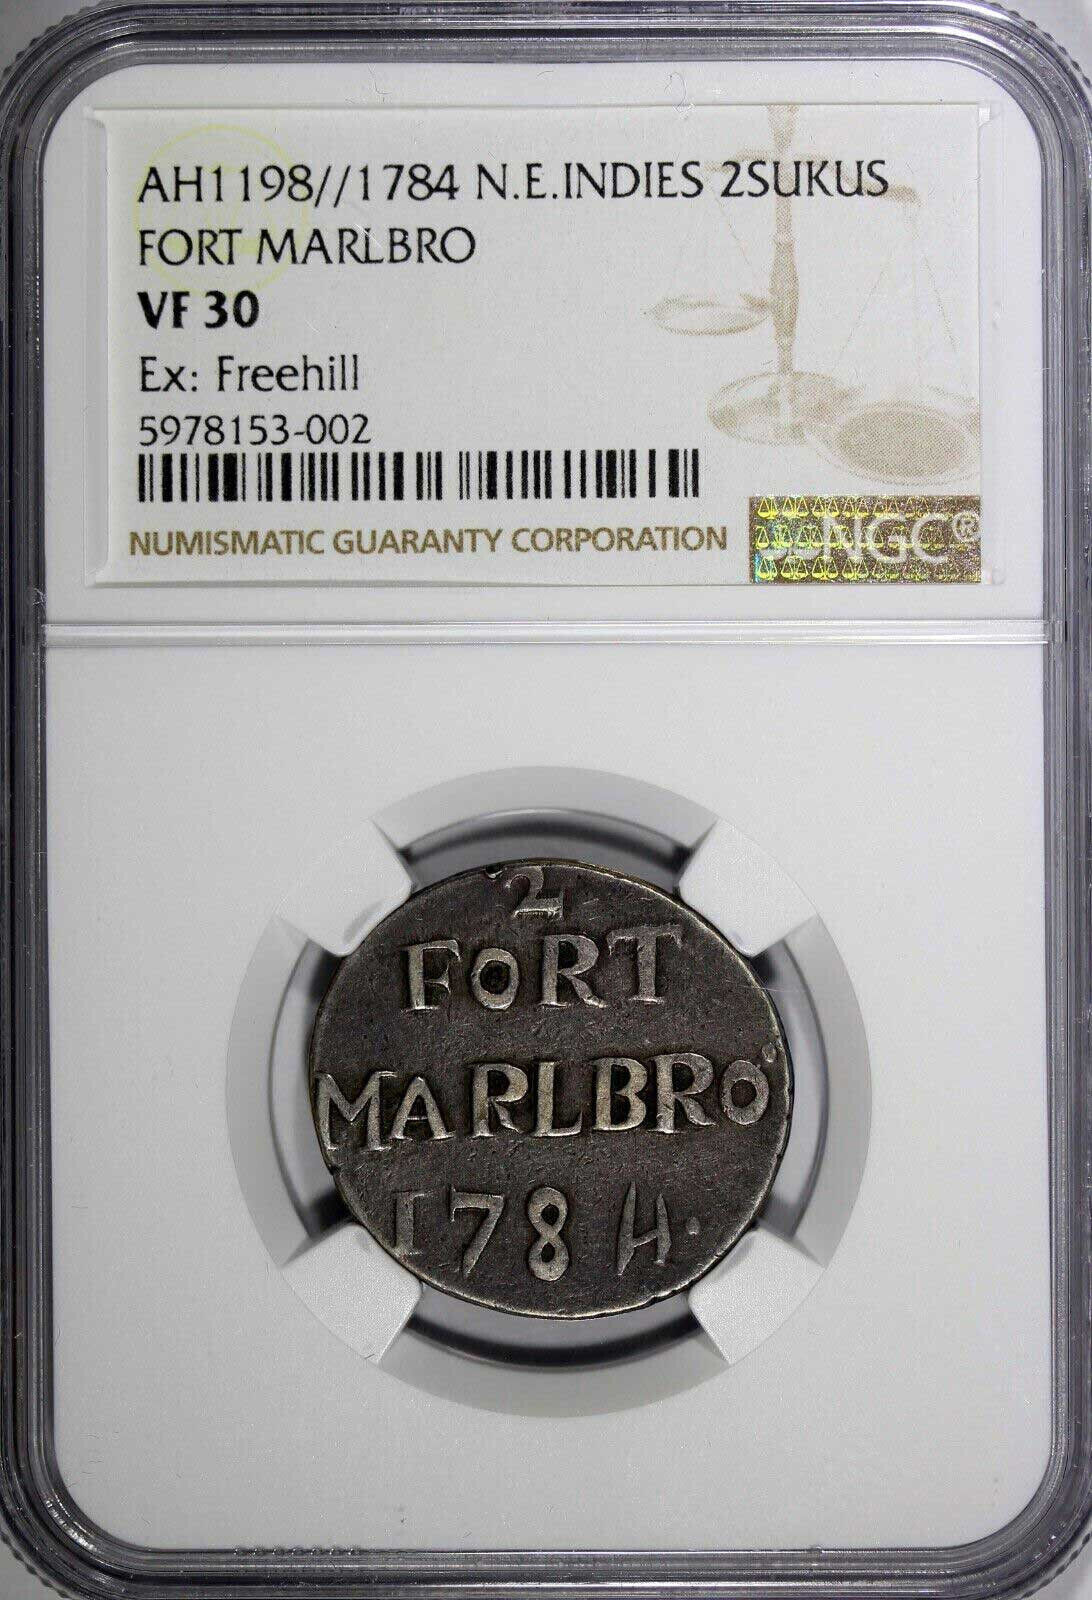 AH1198//1784 N.E.INDIES 2SUKUS
FORT MARLBRO
VF 30
Ex: Freehill
5978153-002
NUMISMATIC GUARANTY CORPORATION
NGC®
2
FORT
MARLBRO
1784.